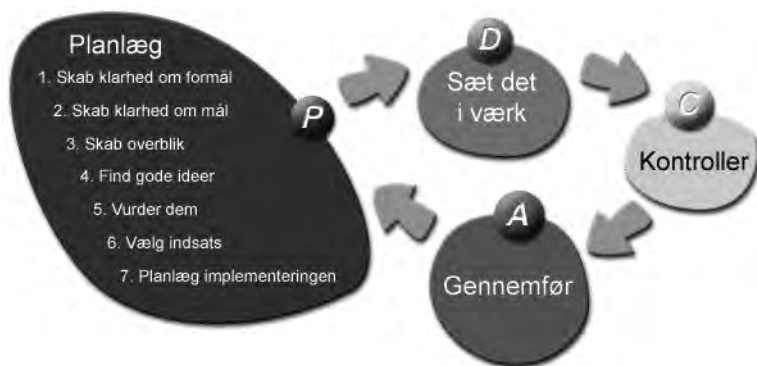 Planlæg
1. Skab klarhed om formål
2. Skab klarhed om mål
3. Skab overblik
4. Find gode ideer
5. Vurder dem
6. Vælg indsats
7. Planlæg implementeringen
P
D
Sæt det
i værk
C
Kontroller
A
Gennemfør